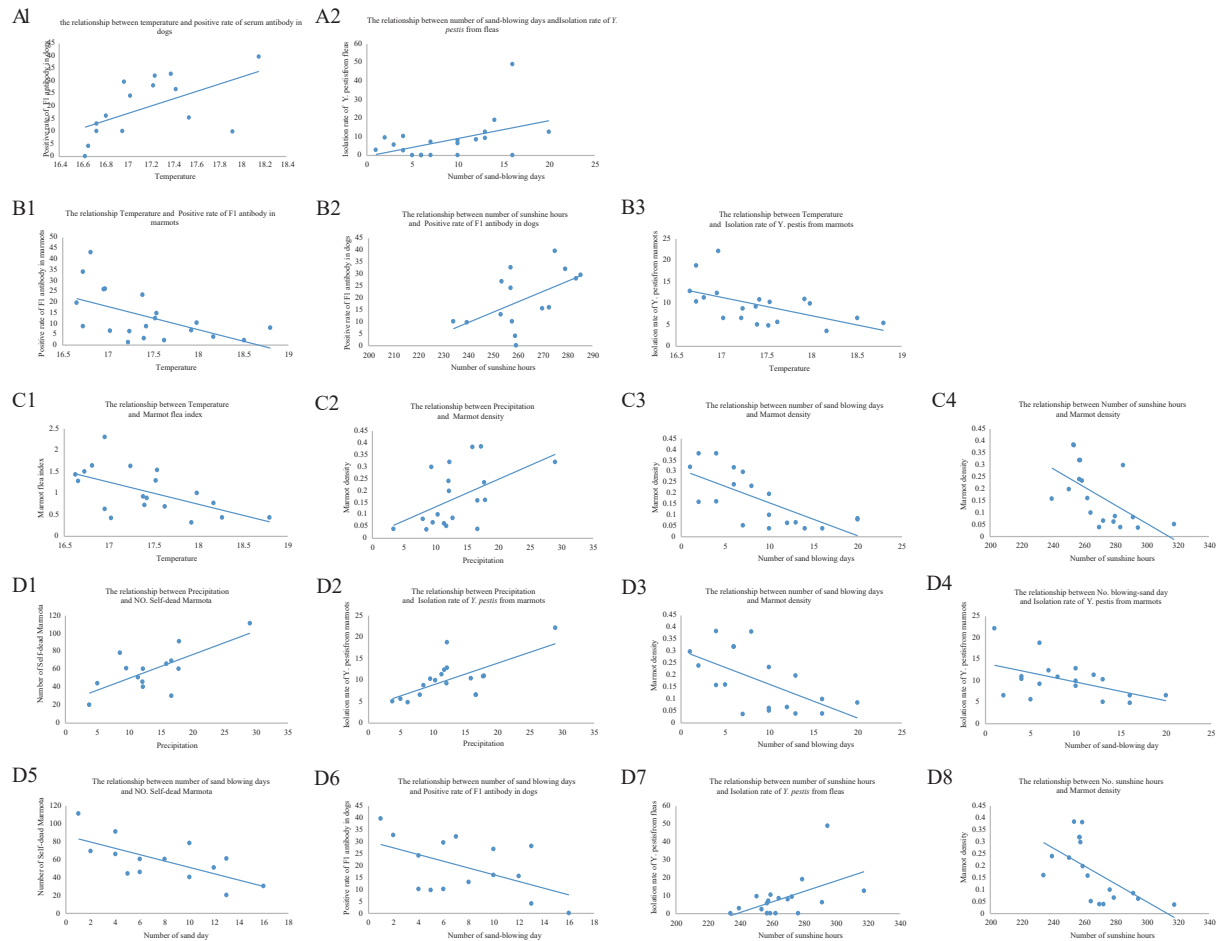 A1
the relationship between temperature and positive rate of serum antibody in
dogs
Positive rate of F1 antibody in dogs
45
40
35
30
25
20
15
10
5
0
16.4 16.6 16.8 17 17.2 17.4 17.6 17.8 18 18.2 18.4
Temperature
A2
The relationship between number of sand-blowing days andIsolation rate of Y.
pestis from fleas
Isolation rate of Y. pestisfrom fleas
60
50
40
30
20
10
0
0 5 10 15 20 25
Number of sand-blowing days
B1
The relationship Temperature and Positive rate of F1 antibody in
marmots
Positive rate of F1 antibody in marmots
50
45
40
35
30
25
20
15
10
5
0
16.5 17 17.5 18 18.5 19
Temperature
B2
The relationship between number of sunshine hours
and Positive rate of F1 antibody in dogs
Positive rate of F1 antibody in dogs
45
40
35
30
25
20
15
10
5
0
200 210 220 230 240 250 260 270 280 290
Number of sunshine hours
B3
The relationship between Temperature
and Isolation rate of Y. pestis from marmots
Isolation rate of Y. pestisfrom marmots
25
20
15
10
5
0
16.5 17 17.5 18 18.5 19
Temperature
C1
The relationship between Temperature
and Marmot flea index
Marmot flea index
2.5
2
1.5
1
0.5
0
16.5 17 17.5 18 18.5 19
Temperature
C2
The relationship between Precipitation
and Marmot density
Marmot density
0.45
0.4
0.35
0.3
0.25
0.2
0.15
0.1
0.05
0
0 5 10 15 20 25 30 35
Precipitation
C3
The relationship between number of sand blowing days
and Marmot density
Marmot density
0.45
0.4
0.35
0.3
0.25
0.2
0.15
0.1
0.05
0
0 5 10 15 20 25
Number of sand blowing days
C4
The relationship between Number of sunshine hours
and Marmot density
Marmot density
0.45
0.4
0.35
0.3
0.25
0.2
0.15
0.1
0.05
0
200 220 240 260 280 300 320 340
Number of sunshine hours
D1
The relationship between Precipitation
and NO. Self-dead Marmota
Number of Self-dead Marmota
120
100
80
60
40
20
0
0 5 10 15 20 25 30 35
Precipitation
D2
The relationship between Precipitation
and Isolation rate of Y. pestis from marmots
Isolation rate of Y. pestisfrom marmots
25
20
15
10
5
0
0 5 10 15 20 25 30 35
Precipitation
D3
The relationship between number of sand blowing days
and Marmot density
Marmot density
0.45
0.4
0.35
0.3
0.25
0.2
0.15
0.1
0.05
0
0 5 10 15 20 25
Number of sand blowing days
D4
The relationship between No. blowing-sand day
and Isolation rate of Y. pestis from marmots
Isolation rate of Y. pestis from marmots
25
20
15
10
5
0
0 5 10 15 20 25
Number of sand-blowing day
D5
The relationship between number of sand blowing days
and NO. Self-dead Marmota
Number of Self-dead Marmota
120
100
80
60
40
20
0
0 2 4 6 8 10 12 14 16 18
Number of sand day
D6
The relationship between number of sand blowing days
and Positive rate of F1 antibody in dogs
Positive rate of F1 antibody in dogs
45
40
35
30
25
20
15
10
5
0
0 2 4 6 8 10 12 14 16 18
Number of sand-blowing day
D7
The relationship between number of sunshine hours
and Isolation rate of Y. pestis from fleas
Isolation rate of Y. pestisfrom fleas
60
50
40
30
20
10
0
200 220 240 260 280 300 320 340
Number of sunshine hours
D8
The relationship between No. sunshine hours
and Marmot density
Marmot density
0.45
0.4
0.35
0.3
0.25
0.2
0.15
0.1
0.05
0
200 220 240 260 280 300 320 340
Number of sunshine hours